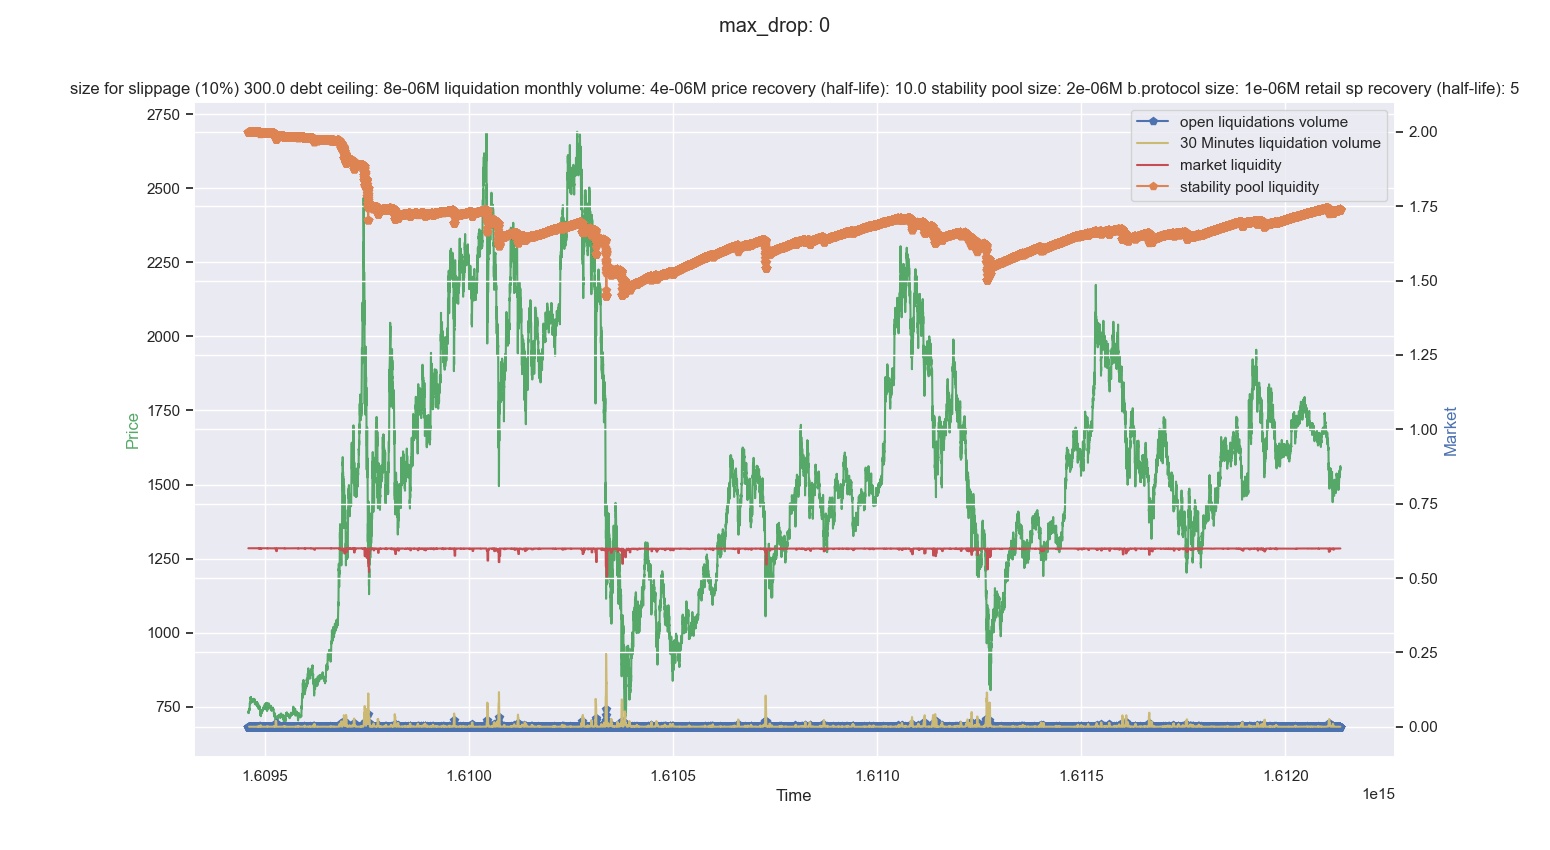 max_drop: 0
size for slippage (10%) 300.0 debt ceiling: 8e-06M liquidation monthly volume: 4e-06M price recovery (half-life): 10.0 stability pool size: 2e-06M b.protocol size: 1e-06M retail sp recovery (half-life): 5
open liquidations volume
30 Minutes liquidation volume
market liquidity
stability pool liquidity
2750
2500
2250
2000
1750
1500
1250
1000
750
Price
2.00
1.75
1.50
1.25
1.00
0.75
0.50
0.25
0.00
Market
1.6095 1.6100 1.6105 1.6110 1.6115 1.6120
1e15
Time